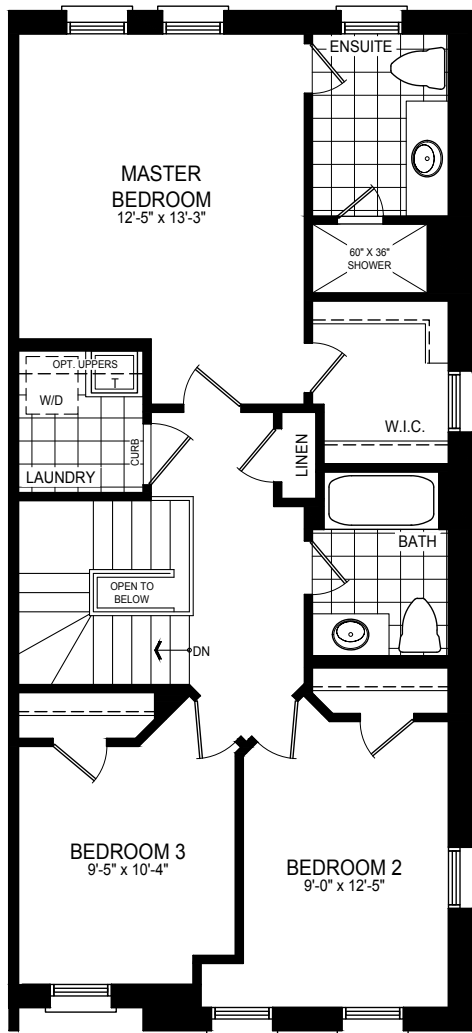 ENSUITE
MASTER
BEDROOM
12'-5" x 13'-3"
60" X 36"
SHOWER
OPT. UPPERS
T
W/D
CURB
LAUNDRY
LINEN
W.I.C.
BATH
OPEN TO
BELOW
DN
BEDROOM 3
9'-5" x 10'-4"
BEDROOM 2
9'-0" x 12'-5"